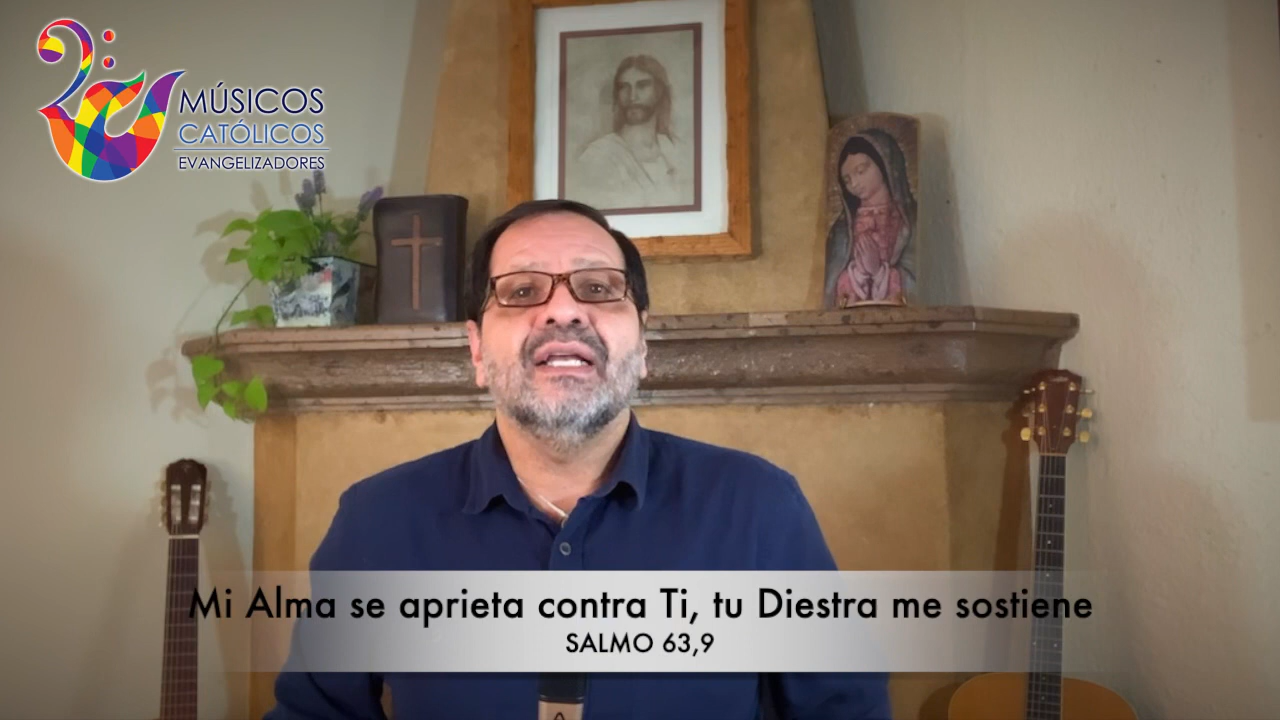 MÚSICOS
CATÓLICOS
EVANGELIZADORES
Mi Alma se aprieta contra Ti, tu Diestra me sostiene
SALMO 63,9